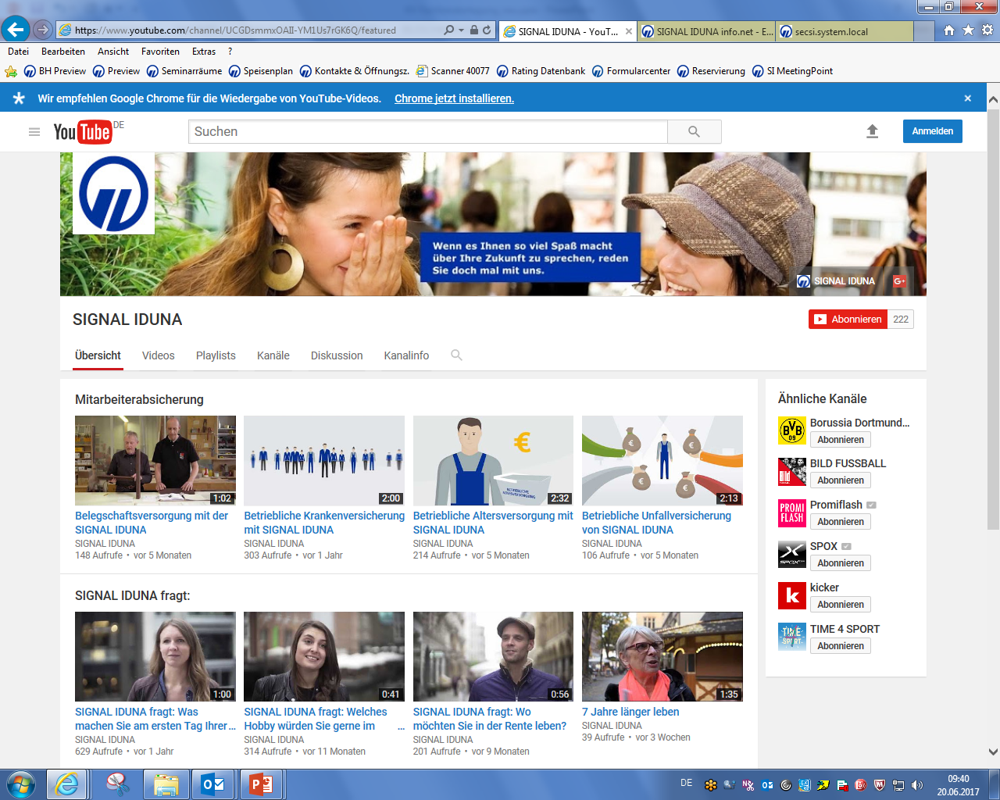 https://www.youtube.com/channel/UCGDsmmxOAII-YM1Us7rGK6Q/featured
SIGNAL IDUNA - YouT...
SIGNAL IDUNA info.net - E...
secsi.system.local
Datei Bearbeiten Ansicht Favoriten Extras ?
BH Preview Preview Seminarräume Speisenplan Kontakte & Öffnungsz. Scanner 40077 Rating Datenbank Formularcenter Reservierung SI MeetingPoint
Wir empfehlen Google Chrome für die Wiedergabe von YouTube-Videos. Chrome jetzt installieren.
YouTube DE
Suchen
Anmelden
Wenn es Ihnen so viel Spaß macht
über Ihre Zukunft zu sprechen, reden
Sie doch mal mit uns.
SIGNAL IDUNA G+
SIGNAL IDUNA
Abonnieren 222
Übersicht Videos Playlists Kanäle Diskussion Kanalinfo
Mitarbeiterabsicherung
1:02
Belegschaftsversorgung mit der
SIGNAL IDUNA
SIGNAL IDUNA
148 Aufrufe • vor 5 Monaten
2:00
Betriebliche Krankenversicherung
mit SIGNAL IDUNA
SIGNAL IDUNA
303 Aufrufe • vor 1 Jahr
€
BETRIEBLICHE
ALTERSVERSORGUNG
2:32
Betriebliche Altersversorgung mit
SIGNAL IDUNA
SIGNAL IDUNA
214 Aufrufe • vor 5 Monaten
€ € € €
2:13
Betriebliche Unfallversicherung
von SIGNAL IDUNA
SIGNAL IDUNA
106 Aufrufe • vor 5 Monaten
SIGNAL IDUNA fragt:
1:00
SIGNAL IDUNA fragt: Was
machen Sie am ersten Tag Ihrer...
SIGNAL IDUNA
629 Aufrufe • vor 1 Jahr
0:41
SIGNAL IDUNA fragt: Welches
Hobby würden Sie gerne im ...
SIGNAL IDUNA
314 Aufrufe • vor 11 Monaten
0:56
SIGNAL IDUNA fragt: Wo
möchten Sie in der Rente leben?
SIGNAL IDUNA
201 Aufrufe • vor 9 Monaten
1:35
7 Jahre länger leben
SIGNAL IDUNA
39 Aufrufe • vor 3 Wochen
Ähnliche Kanäle
BVB
09
Borussia Dortmund...
Abonnieren
Bild
BILD FUSSBALL
Abonnieren
PROMI
FLASH
Promiflash
Abonnieren
SPOX
SPOX
Abonnieren
k
kicker
Abonnieren
TIME
SPORT
TIME 4 SPORT
Abonnieren
DE
09:40
20.06.2017